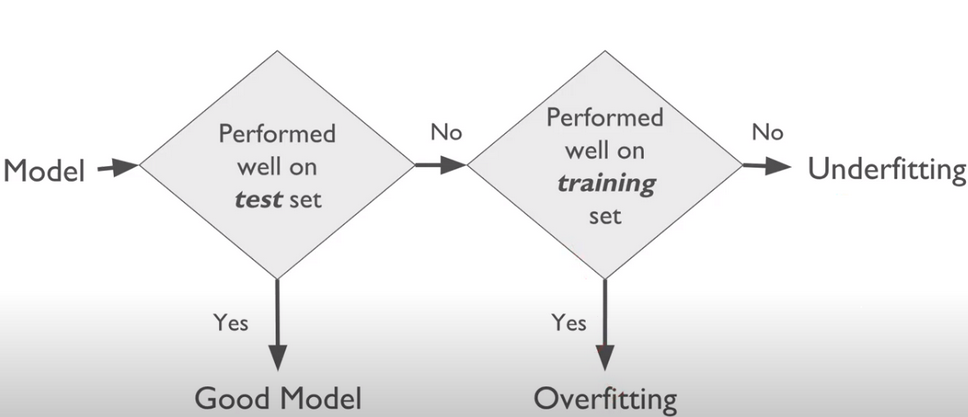 Model
Performed
well on
test set
No
Performed
well on
training
set
No
Underfitting
Yes
Good Model
Yes
Overfitting